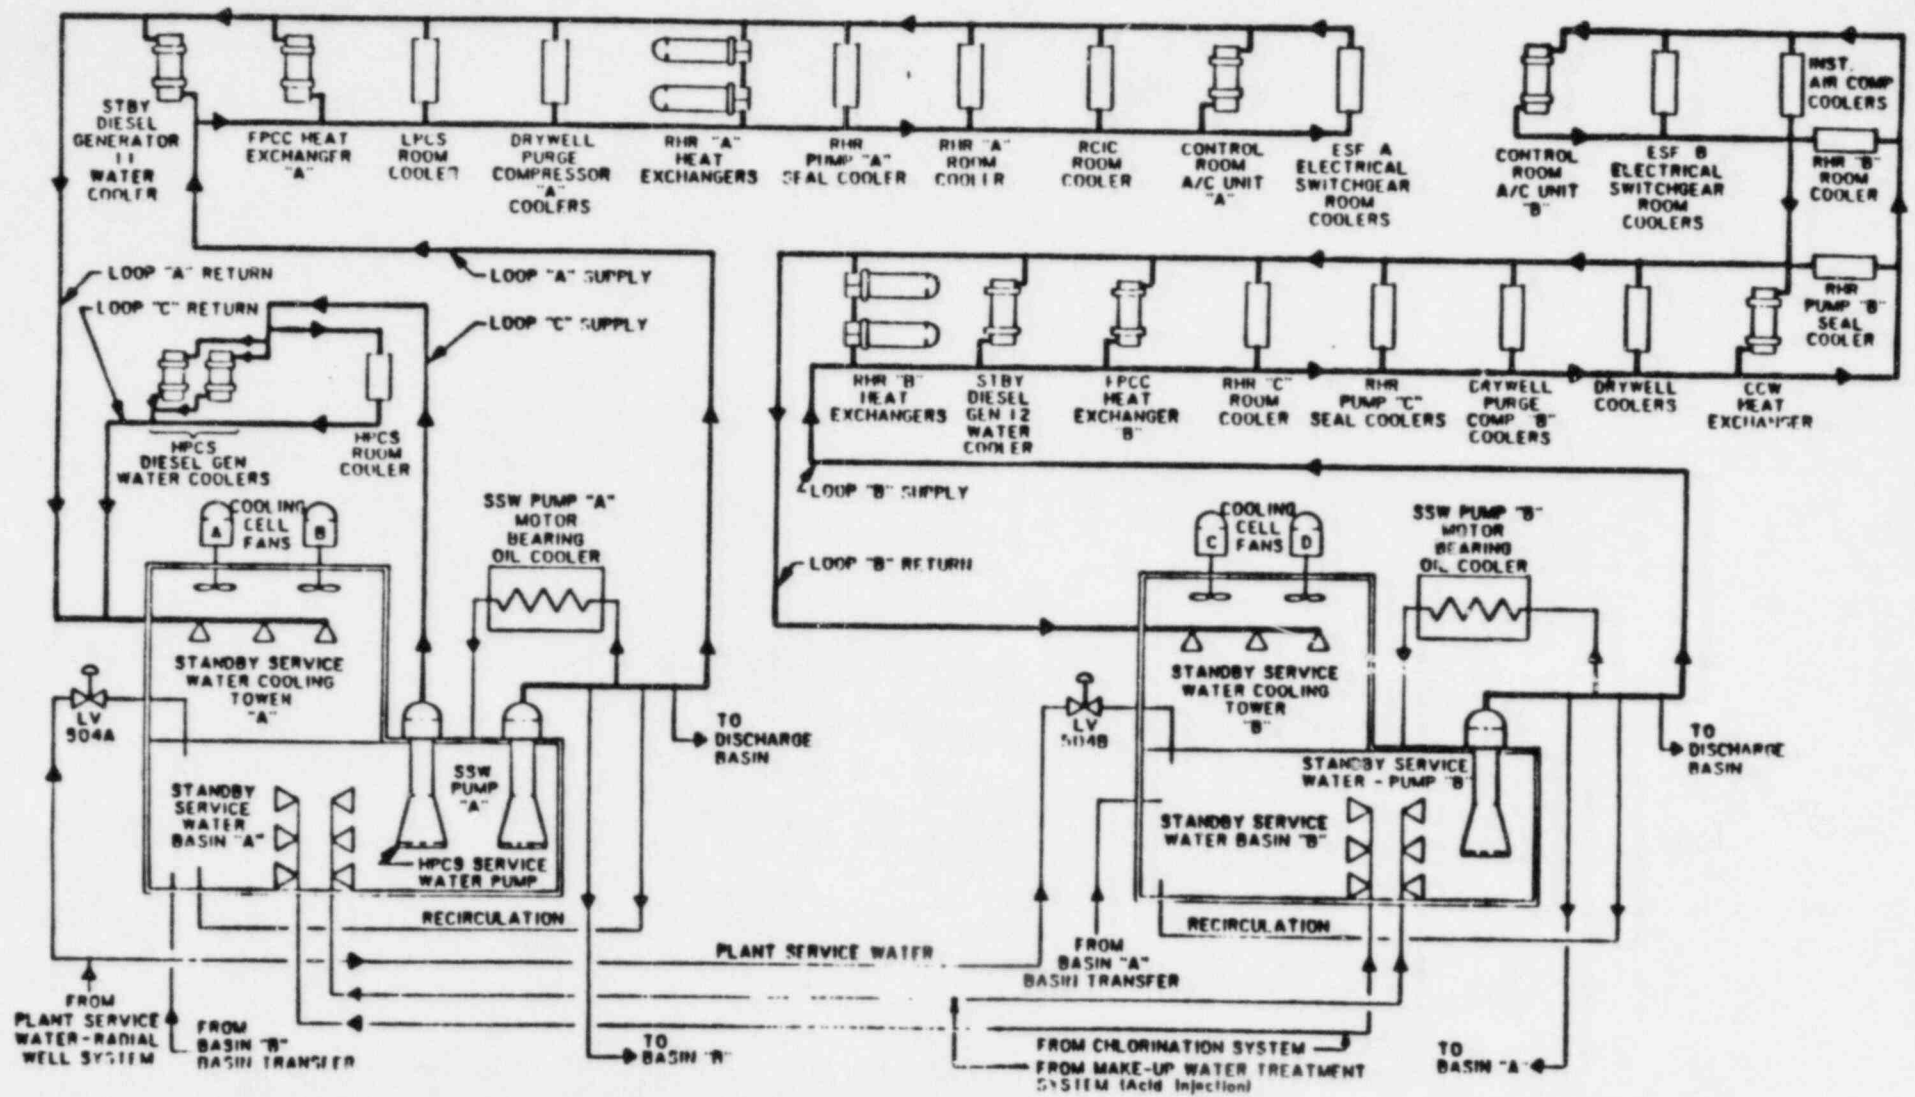 STBY
DIESEL
GENERATOR
11
WATER
COOLER
FPCC HEAT
EXCHANGER
"A"
LPCS
ROOM
COOLER
DRYWELL
PURGE
COMPRESSOR
"A"
COOLERS
RHR "A"
HEAT
EXCHANGERS
RHR
PUMP "A"
SEAL COOLER
RHR "A"
ROOM
COOLER
RCIC
ROOM
COOLER
CONTROL
ROOM
A/C UNIT
"A"
ESF A
ELECTRICAL
SWITCHGEAR
ROOM
COOLERS
CONTROL
ROOM
A/C UNIT
"B"
ESF B
ELECTRICAL
SWITCHGEAR
ROOM
COOLERS
INST.
AIR COMP
COOLERS
RHR "B"
ROOM
COOLER
LOOP "A" RETURN
LOOP "C" RETURN
LOOP "A" SUPPLY
LOOP "C" SUPPLY
HPCS
DIESEL GEN
WATER COOLERS
HPCS
ROOM
COOLER
RHR "B"
HEAT
EXCHANGERS
STBY
DIESEL
GEN 12
WATER
COOLER
FPCC
HEAT
EXCHANGER
"B"
RHR "C"
ROOM
COOLER
RHR
PUMP "C"
SEAL COOLERS
DRYWELL
PURGE
COMP "B"
COOLERS
DRYWELL
COOLERS
CCW
HEAT
EXCHANGER
RHR
PUMP "B"
SEAL
COOLER
LOOP "B" SUPPLY
LOOP "B" RETURN
COOLING
CELL
FANS
A
B
SSW PUMP "A"
MOTOR
BEARING
OIL COOLER
STANDBY SERVICE
WATER COOLING
TOWER
"A"
LV
504A
STANDBY
SERVICE
WATER
BASIN "A"
SSW
PUMP
"A"
HPCS SERVICE
WATER PUMP
TO
DISCHARGE
BASIN
RECIRCULATION
PLANT SERVICE WATER
FROM
PLANT SERVICE
WATER-RADIAL
WELL SYSTEM
FROM
BASIN "B"
BASIN TRANSFER
TO
BASIN "B"
COOLING
CELL
FANS
C
D
SSW PUMP "B"
MOTOR
BEARING
OIL COOLER
STANDBY SERVICE
WATER COOLING
TOWER
"B"
LV
504B
STANDBY SERVICE
WATER - PUMP "B"
STANDBY SERVICE
WATER BASIN "B"
TO
DISCHARGE
BASIN
RECIRCULATION
FROM
BASIN "A"
BASIN TRANSFER
FROM CHLORINATION SYSTEM
FROM MAKE-UP WATER TREATMENT
SYSTEM (Acid Injection)
TO
BASIN "A"